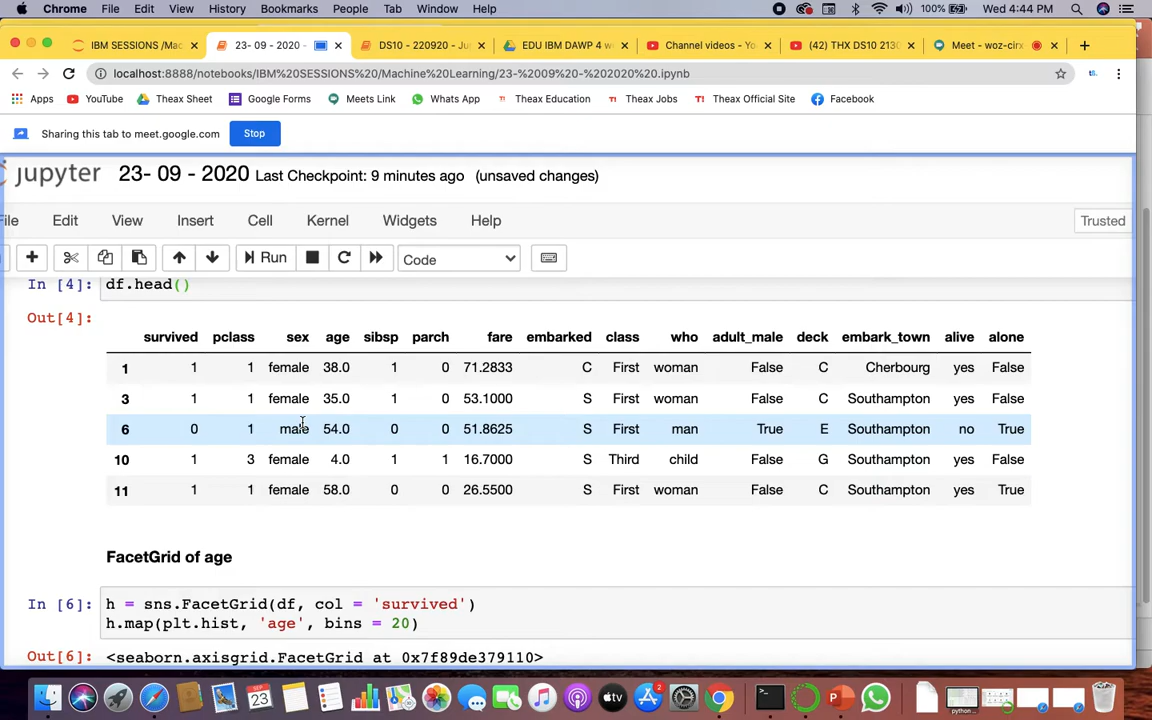 Chrome File Edit View History Bookmarks People Tab Window Help 100% Wed 4:44 PM
IBM SESSIONS /Mac 23- 09 - 2020 - DS10 - 220920 - Ju EDU IBM DAWP 4 w Channel videos - Yo (42) THX DS10 213 Meet - woz-cirx
localhost:8888/notebooks/IBM%20SESSIONS%20/Machine%20Learning/23-%2009%20-%202020%20.ipynb
Apps YouTube Theax Sheet Google Forms Meets Link Whats App Theax Education Theax Jobs Theax Official Site Facebook
Sharing this tab to meet.google.com Stop
jupyter 23- 09 - 2020 Last Checkpoint: 9 minutes ago (unsaved changes)
File Edit View Insert Cell Kernel Widgets Help Trusted
Run Code
In [4]: df.head()
Out[4]:
survived pclass sex age sibsp parch fare embarked class who adult_male deck embark_town alive alone
1 1 1 female 38.0 1 0 71.2833 C First woman False C Cherbourg yes False
3 1 1 female 35.0 1 0 53.1000 S First woman False C Southampton yes False
6 0 1 male 54.0 0 0 51.8625 S First man True E Southampton no True
10 1 3 female 4.0 1 1 16.7000 S Third child False G Southampton yes False
11 1 1 female 58.0 0 0 26.5500 S First woman False C Southampton yes True
FacetGrid of age
In [6]: h = sns.FacetGrid(df, col = 'survived')
h.map(plt.hist, 'age', bins = 20)
Out[6]: <seaborn.axisgrid.FacetGrid at 0x7f89de379110>